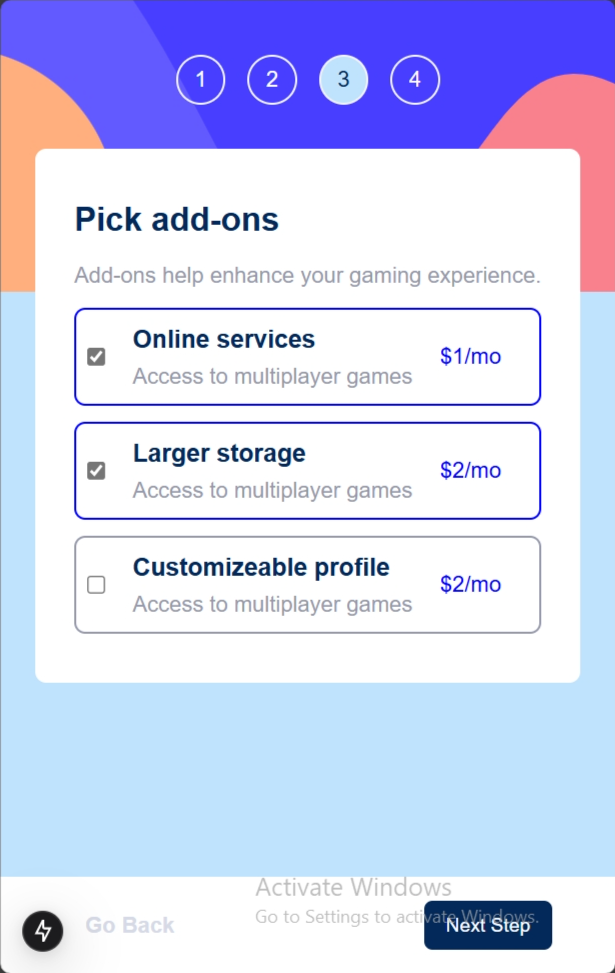 1 2 3 4
Pick add-ons
Add-ons help enhance your gaming experience.
Online services
Access to multiplayer games
$1/mo
Larger storage
Access to multiplayer games
$2/mo
Customizeable profile
Access to multiplayer games
$2/mo
Activate Windows
Go to Settings to activate Windows.
Go Back
Next Step